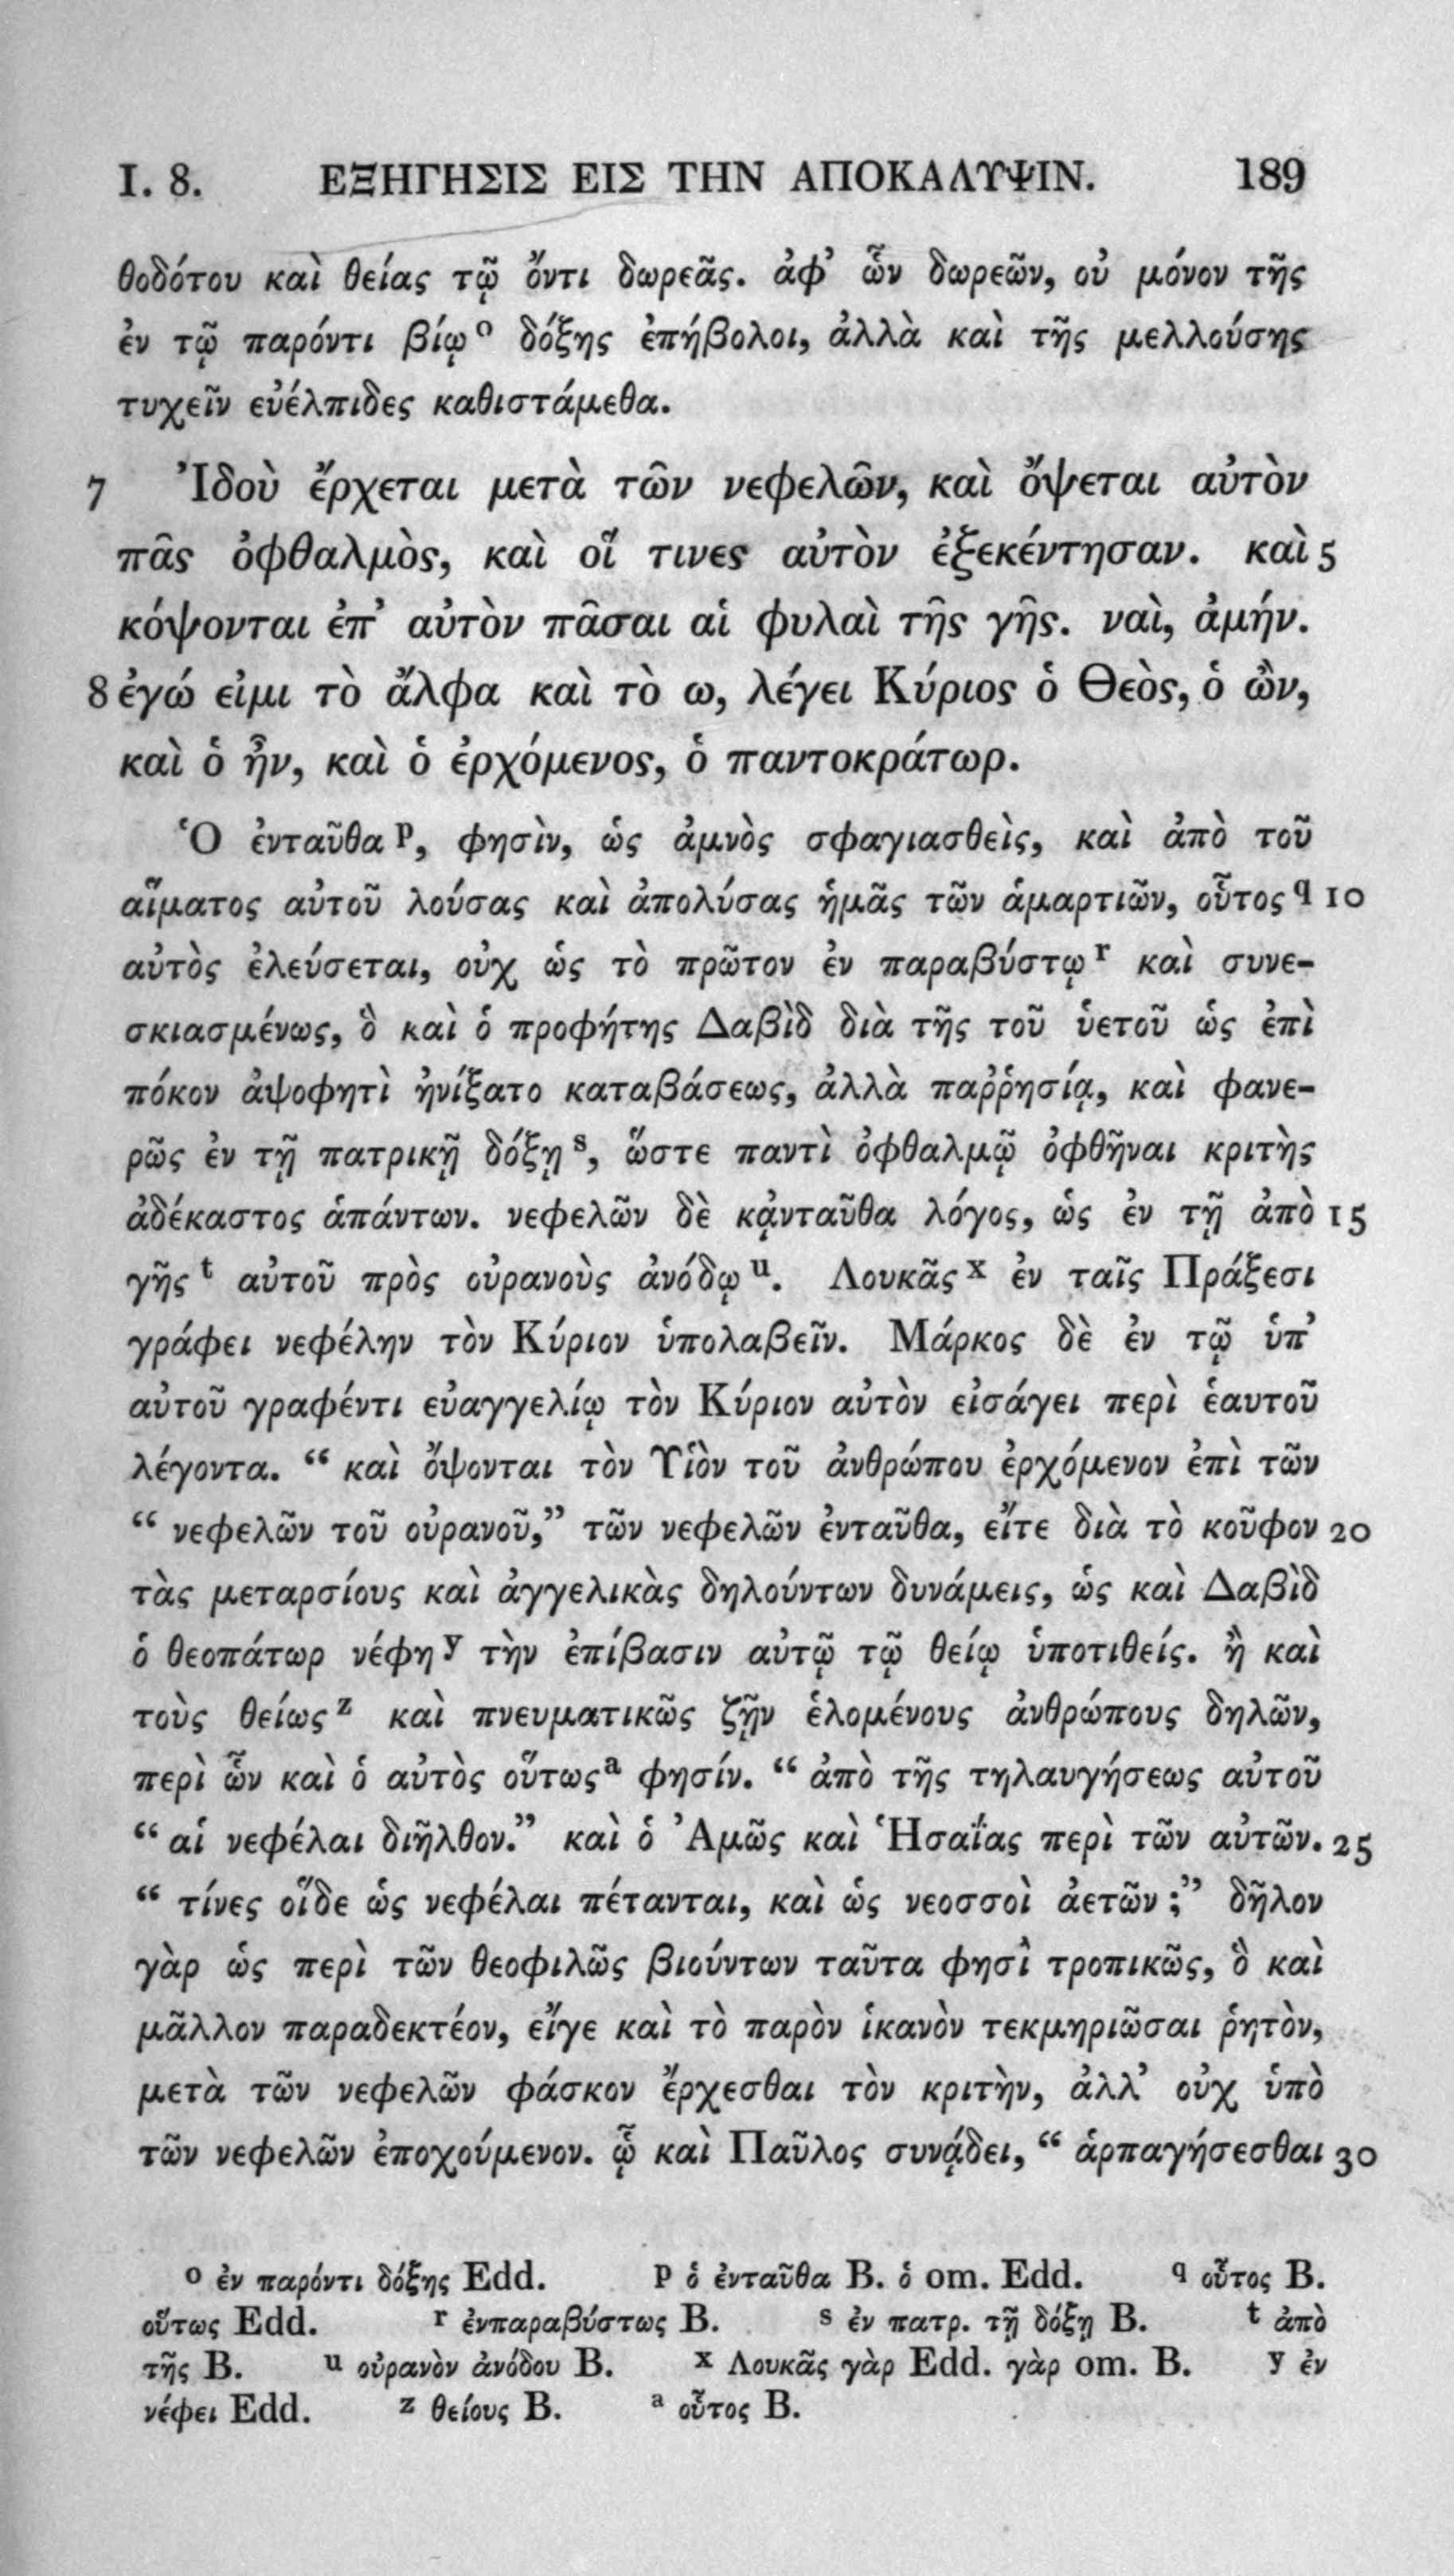 I. 8. ΕΞΗΓΗΣΙΣ ΕΙΣ ΤΗΝ ΑΠΟΚΑΛΥΨΙΝ. 189
θοδότου καὶ θείας τῷ ὄντι δωρεᾶς. ἀφ’ ὧν δωρεῶν, οὐ μόνον τῆς
ἐν τῷ παρόντι βίῳ ο δόξης ἐπήβολοι, ἀλλὰ καὶ τῆς μελλούσης
τυχεῖν εὐέλπιδες καθιστάμεθα.
7 Ἰδοὺ ἔρχεται μετὰ τῶν νεφελῶν, καὶ ὄψεται αὐτὸν
πᾶς ὀφθαλμὸς, καὶ οἵ τινες αὐτὸν ἐξεκέντησαν. καὶ 5
κόψονται ἐπ’ αὐτὸν πᾶσαι αἱ φυλαὶ τῆς γῆς. ναὶ, ἀμήν.
8 ἐγώ εἰμι τὸ ἄλφα καὶ τὸ ω, λέγει Κύριος ὁ Θεὸς, ὁ ὢν,
καὶ ὁ ἦν, καὶ ὁ ἐρχόμενος, ὁ παντοκράτωρ.
Ὁ ἐνταῦθα p, φησὶν, ὡς ἀμνὸς σφαγιασθεὶς, καὶ ἀπὸ τοῦ
αἵματος αὐτοῦ λούσας καὶ ἀπολύσας ἡμᾶς τῶν ἁμαρτιῶν, οὗτος q 10
αὐτὸς ἐλεύσεται, οὐχ ὡς τὸ πρῶτον ἐν παραβύστῳ r καὶ συνε-
σκιασμένως, ὃ καὶ ὁ προφήτης Δαβὶδ διὰ τῆς τοῦ ὑετοῦ ὡς ἐπὶ
πόκον ἀψοφητὶ ᾐνίξατο καταβάσεως, ἀλλὰ παῤῥησίᾳ, καὶ φανε-
ρῶς ἐν τῇ πατρικῇ δόξῃ s, ὥστε παντὶ ὀφθαλμῷ ὀφθῆναι κριτὴς
ἀδέκαστος ἁπάντων. νεφελῶν δὲ κᾀνταῦθα λόγος, ὡς ἐν τῇ ἀπὸ 15
γῆς t αὐτοῦ πρὸς οὐρανοὺς ἀνόδῳ u. Λουκᾶς x ἐν ταῖς Πράξεσι
γράφει νεφέλην τὸν Κύριον ὑπολαβεῖν. Μάρκος δὲ ἐν τῷ ὑπ’
αὐτοῦ γραφέντι εὐαγγελίῳ τὸν Κύριον αὐτὸν εἰσάγει περὶ ἑαυτοῦ
λέγοντα. “ καὶ ὄψονται τὸν Υἱὸν τοῦ ἀνθρώπου ἐρχόμενον ἐπὶ τῶν
“ νεφελῶν τοῦ οὐρανοῦ,” τῶν νεφελῶν ἐνταῦθα, εἴτε διὰ τὸ κοῦφον 20
τὰς μεταρσίους καὶ ἀγγελικὰς δηλούντων δυνάμεις, ὡς καὶ Δαβὶδ
ὁ θεοπάτωρ νέφη y τὴν ἐπίβασιν αὐτῷ τῷ θείῳ ὑποτιθείς. ἢ καὶ
τοὺς θείως z καὶ πνευματικῶς ζῇν ἑλομένους ἀνθρώπους δηλῶν,
περὶ ὧν καὶ ὁ αὐτὸς οὕτως a φησίν. “ ἀπὸ τῆς τηλαυγήσεως αὐτοῦ
“ αἱ νεφέλαι διῆλθον.” καὶ ὁ Ἀμῶς καὶ Ἡσαΐας περὶ τῶν αὐτῶν. 25
“ τίνες οἵδε ὡς νεφέλαι πέτανται, καὶ ὡς νεοσσοὶ ἀετῶν ;” δῆλον
γὰρ ὡς περὶ τῶν θεοφιλῶς βιούντων ταῦτα φησὶ τροπικῶς, ὃ καὶ
μᾶλλον παραδεκτέον, εἴγε καὶ τὸ παρὸν ἱκανὸν τεκμηριῶσαι ῥητὸν,
μετὰ τῶν νεφελῶν φάσκον ἔρχεσθαι τὸν κριτὴν, ἀλλ’ οὐχ ὑπὸ
τῶν νεφελῶν ἐποχούμενον. ᾧ καὶ Παῦλος συνᾴδει, “ ἁρπαγήσεσθαι 30
o ἐν παρόντι δόξης Edd. p ὁ ἐνταῦθα B. ὁ om. Edd. q οὗτος B.
οὕτως Edd. r ἐνπαραβύστως B. s ἐν πατρ. τῇ δόξῃ B. t ἀπὸ
τῆς B. u οὐρανὸν ἀνόδου B. x Λουκᾶς γὰρ Edd. γὰρ om. B. y ἐν
νέφει Edd. z θείους B. a οὗτος B.